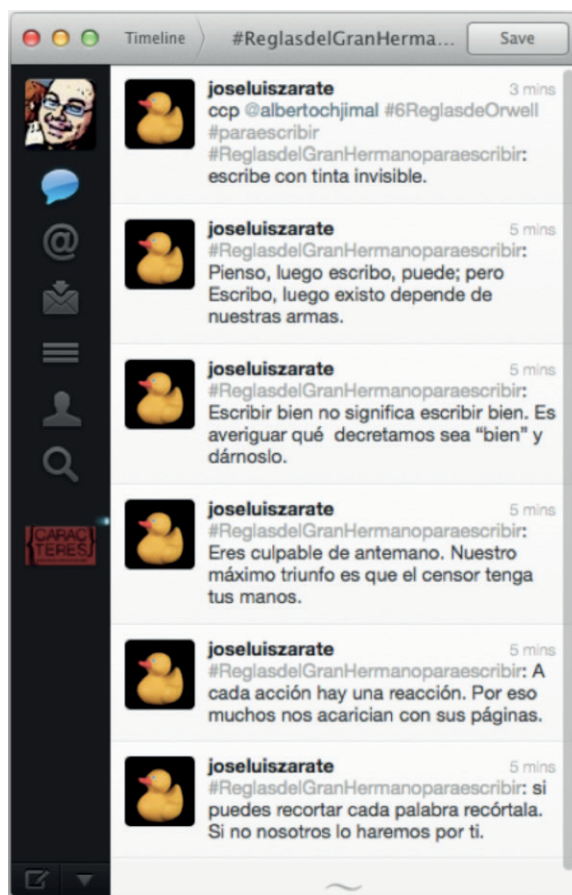 Timeline
#ReglasdelGranHerma...
Save
joseluiszarate
3 mins
ccp @albertochjimal #6ReglasdeOrwell
#paraescribir
#ReglasdelGranHermanoparaescribir:
escribe con tinta invisible.
joseluiszarate
5 mins
#ReglasdelGranHermanoparaescribir:
Pienso, luego escribo, puede; pero
Escribo, luego existo depende de
nuestras armas.
joseluiszarate
5 mins
#ReglasdelGranHermanoparaescribir:
Escribir bien no significa escribir bien. Es
averiguar qué decretamos sea “bien” y
dárnoslo.
{CARAC
TERES}
joseluiszarate
5 mins
#ReglasdelGranHermanoparaescribir:
Eres culpable de antemano. Nuestro
máximo triunfo es que el censor tenga
tus manos.
joseluiszarate
5 mins
#ReglasdelGranHermanoparaescribir: A
cada acción hay una reacción. Por eso
muchos nos acarician con sus páginas.
joseluiszarate
5 mins
#ReglasdelGranHermanoparaescribir: si
puedes recortar cada palabra recórtala.
Si no nosotros lo haremos por ti.